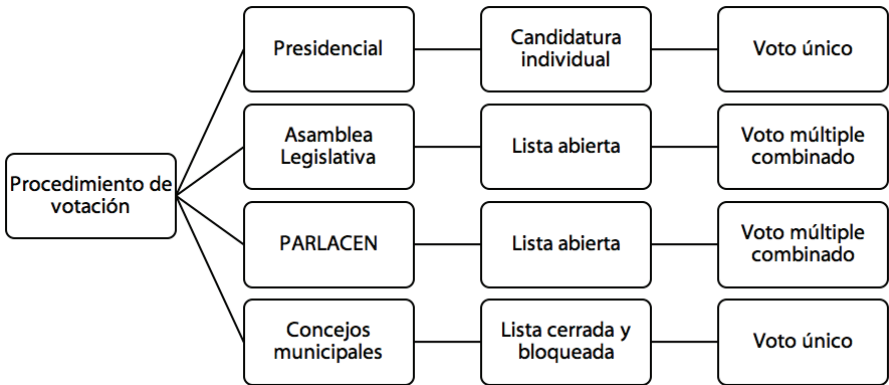 Procedimiento de
votación
Presidencial
Candidatura
individual
Voto único
Asamblea
Legislativa
Lista abierta
Voto múltiple
combinado
PARLACEN
Lista abierta
Voto múltiple
combinado
Concejos
municipales
Lista cerrada y
bloqueada
Voto único